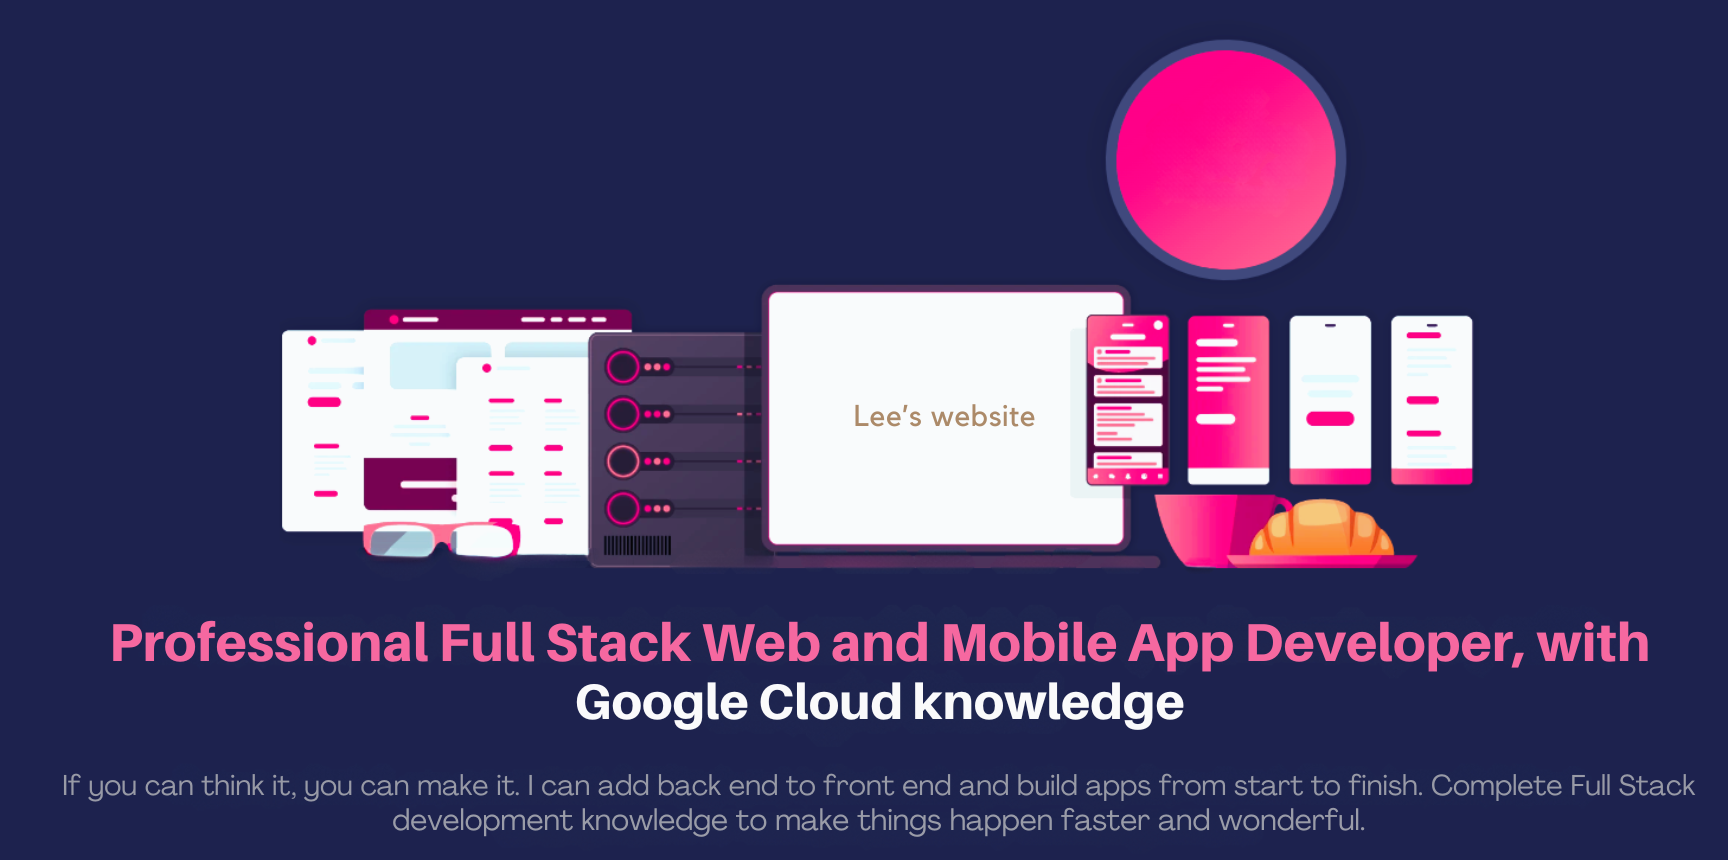 Lee's website
Professional Full Stack Web and Mobile App Developer, with
Google Cloud knowledge
If you can think it, you can make it. I can add back end to front end and build apps from start to finish. Complete Full Stack
development knowledge to make things happen faster and wonderful.